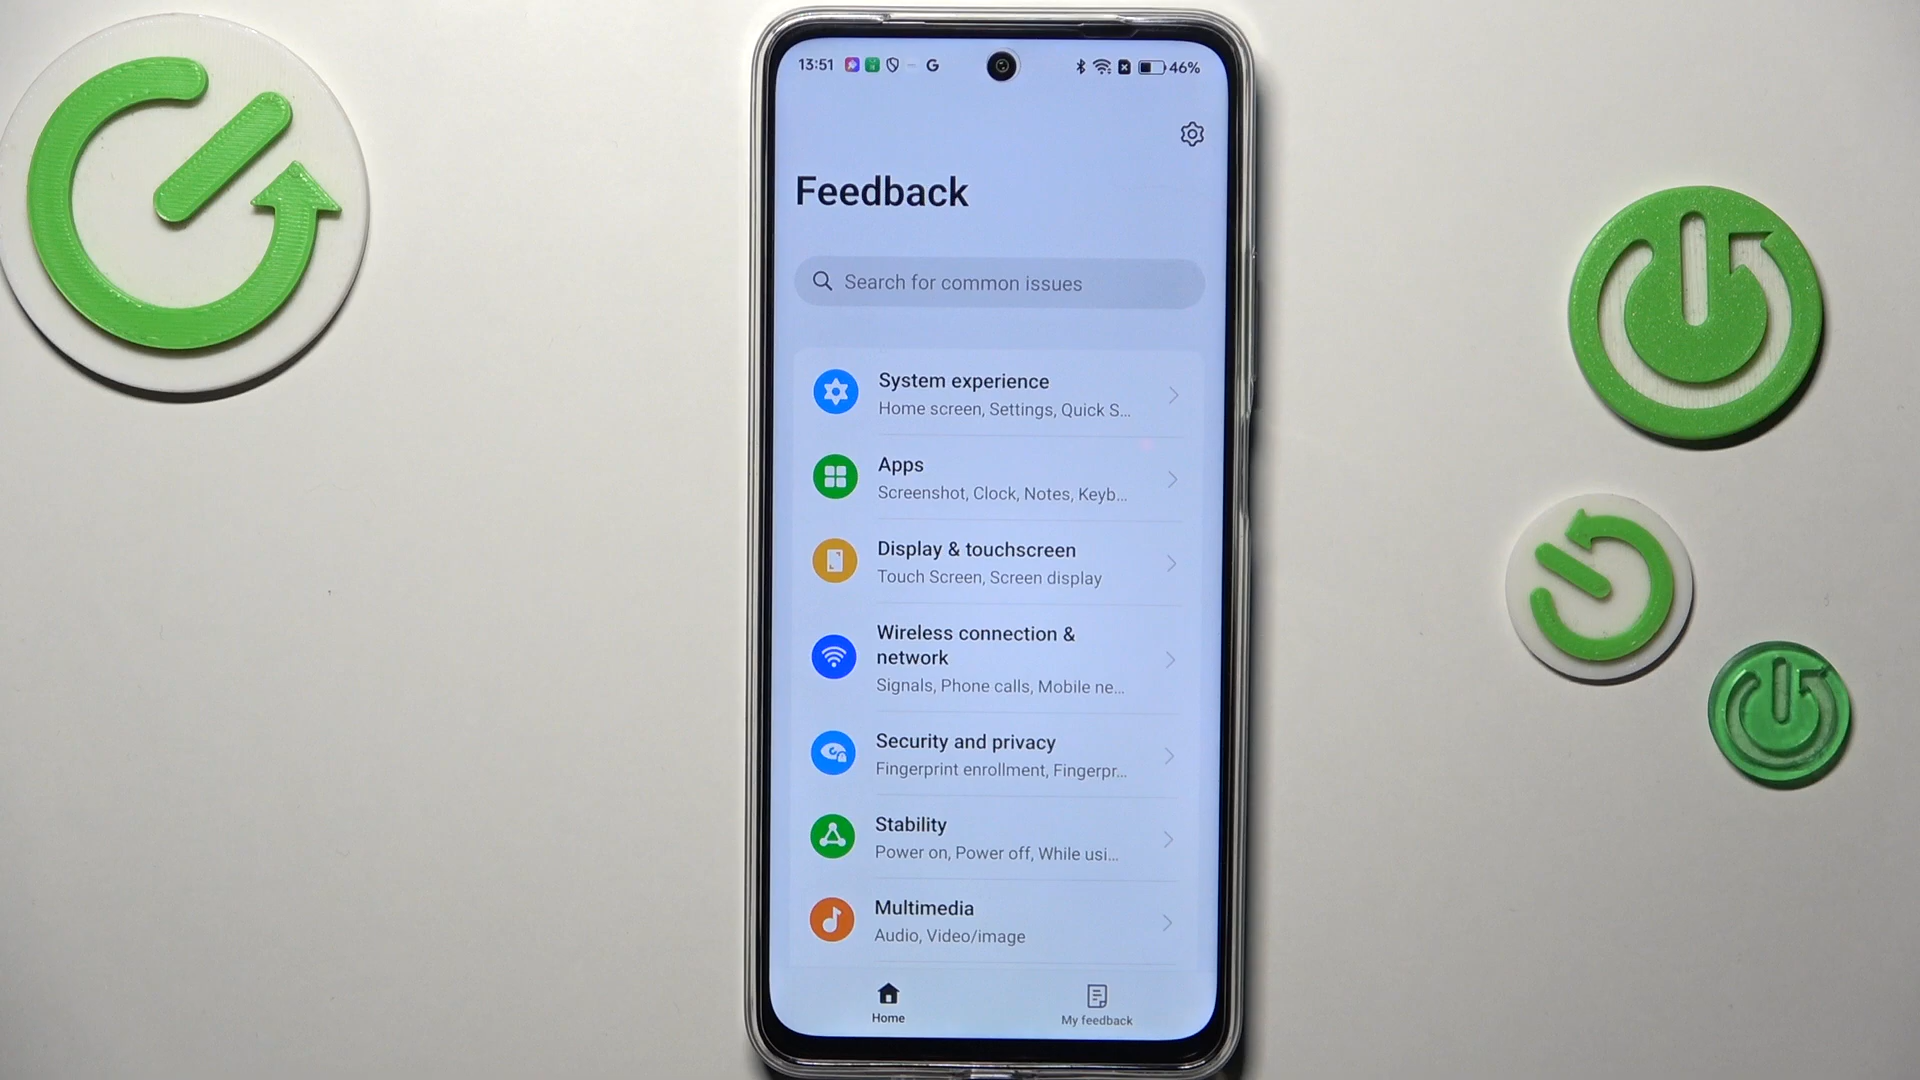 13:51 G 46%
Feedback
Search for common issues
System experience
Home screen, Settings, Quick S...
Apps
Screenshot, Clock, Notes, Keyb...
Display & touchscreen
Touch Screen, Screen display
Wireless connection &
network
Signals, Phone calls, Mobile ne...
Security and privacy
Fingerprint enrollment, Fingerpr...
Stability
Power on, Power off, While usi...
Multimedia
Audio, Video/image
Home
My feedback